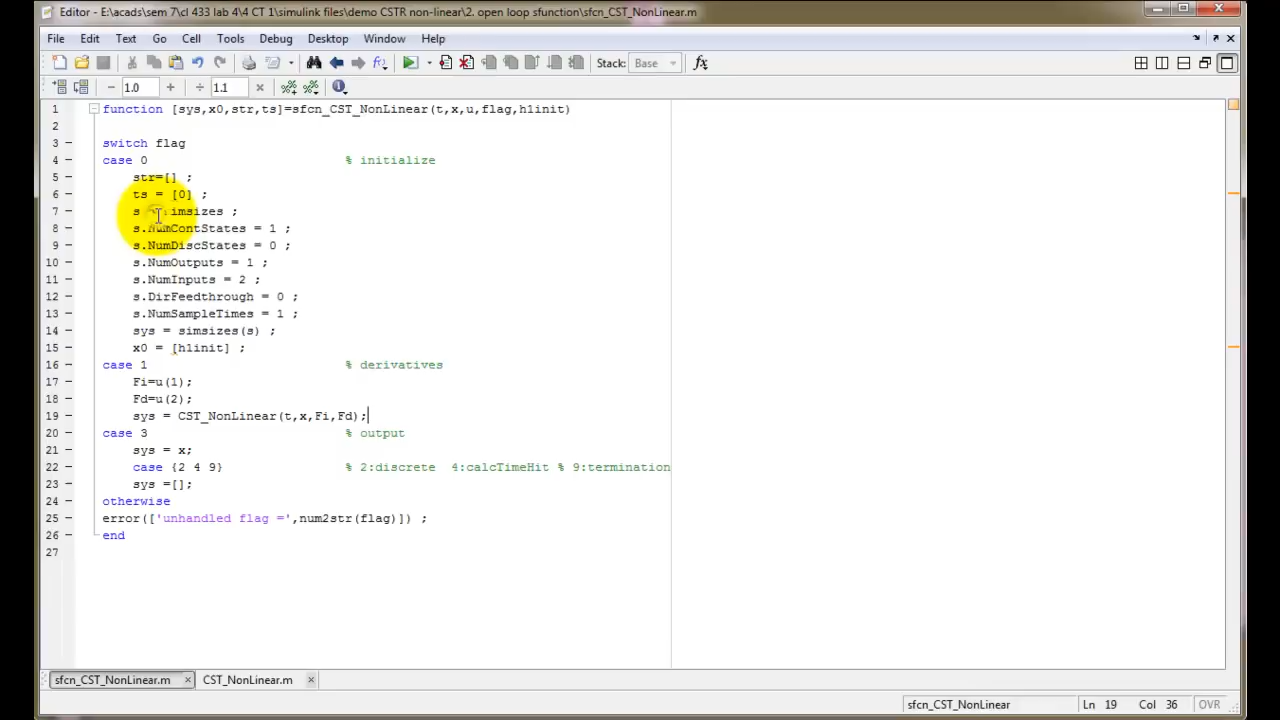 Editor - E:\acads\sem 7\cl 433 lab 4\4 CT 1\simulink files\demo CSTR non-linear\2. open loop sfunction\sfcn_CST_NonLinear.m
File Edit Text Go Cell Tools Debug Desktop Window Help
Stack: Base fx
− 1.0 + ÷ 1.1 ×
1 function [sys,x0,str,ts]=sfcn_CST_NonLinear(t,x,u,flag,h1init)
2
3 switch flag
4 case 0 % initialize
5 str=[] ;
6 ts = [0] ;
7 s imsizes ;
8 s.NumContStates = 1 ;
9 s.NumDiscStates = 0 ;
10 s.NumOutputs = 1 ;
11 s.NumInputs = 2 ;
12 s.DirFeedthrough = 0 ;
13 s.NumSampleTimes = 1 ;
14 sys = simsizes(s) ;
15 x0 = [h1init] ;
16 case 1 % derivatives
17 Fi=u(1);
18 Fd=u(2);
19 sys = CST_NonLinear(t,x,Fi,Fd);
20 case 3 % output
21 sys = x;
22 case {2 4 9} % 2:discrete 4:calcTimeHit % 9:termination
23 sys =[];
24 otherwise
25 error(['unhandled flag =',num2str(flag)]) ;
26 end
27
sfcn_CST_NonLinear.m × CST_NonLinear.m ×
sfcn_CST_NonLinear Ln 19 Col 36 OVR